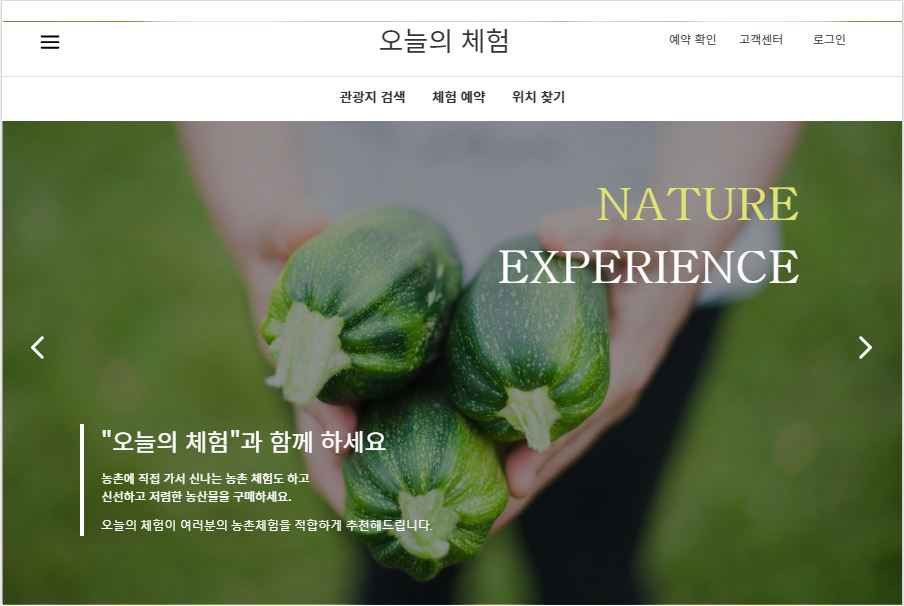 오늘의 체험
예약 확인 고객센터 로그인
관광지 검색 체험 예약 위치 찾기
NATURE
EXPERIENCE
"오늘의 체험"과 함께 하세요
농촌에 직접 가서 신나는 농촌 체험도 하고
신선하고 저렴한 농산물을 구매하세요.
오늘의 체험이 여러분의 농촌체험을 적합하게 추천해드립니다.